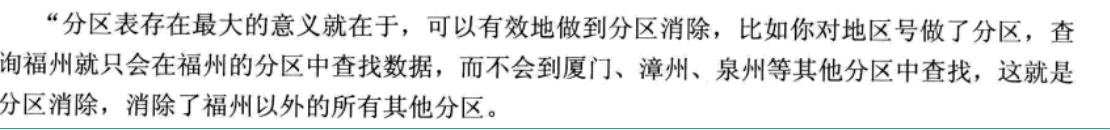 “分区表存在最大的意义就在于，可以有效地做到分区消除，比如你对地区号做了分区，查
询福州就只会在福州的分区中查找数据，而不会到厦门、漳州、泉州等其他分区中查找，这就是
分区消除，消除了福州以外的所有其他分区。